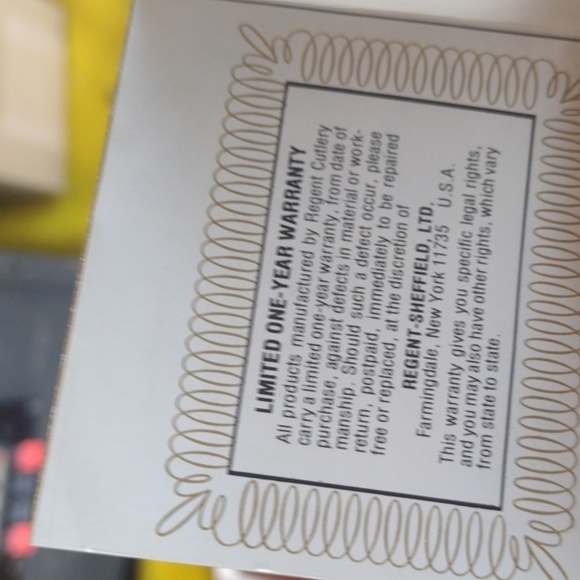 LIMITED ONE-YEAR WARRANTY
All products manufactured by Regent Cutlery
carry a limited one-year warranty, from date of
purchase, against defects in material or work-
manship. Should such a defect occur, please
return, postpaid, immediately to be repaired
free or replaced, at the discretion of
REGENT-SHEFFIELD, LTD.
Farmingdale, New York 11735 U.S.A.
This warranty gives you specific legal rights,
and you may also have other rights, which vary
from state to state.